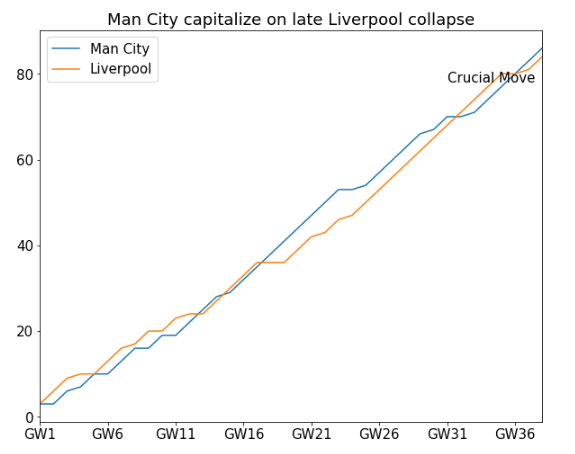 Man City capitalize on late Liverpool collapse
Man City
Liverpool
Crucial Move
80
60
40
20
0
GW1 GW6 GW11 GW16 GW21 GW26 GW31 GW36